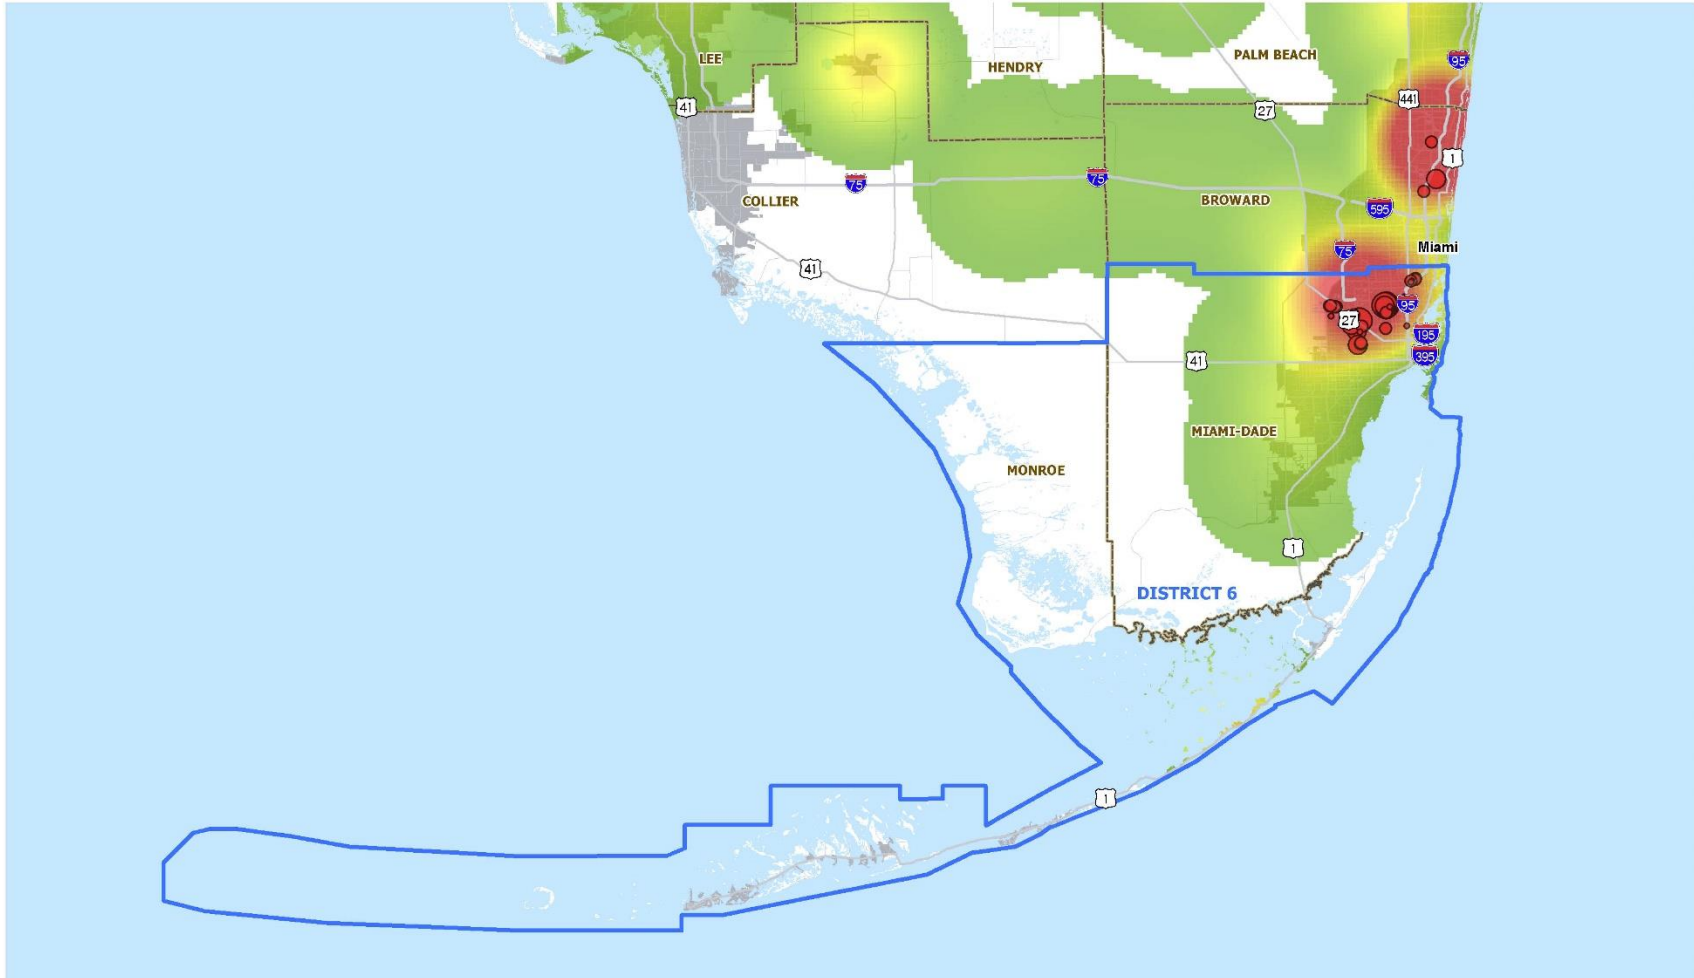 LEE
HENDRY
PALM BEACH
95
41
27
441
1
75
75
COLLIER
BROWARD
595
Miami
75
41
95
27
195
395
41
MIAMI-DADE
MONROE
1
DISTRICT 6
1